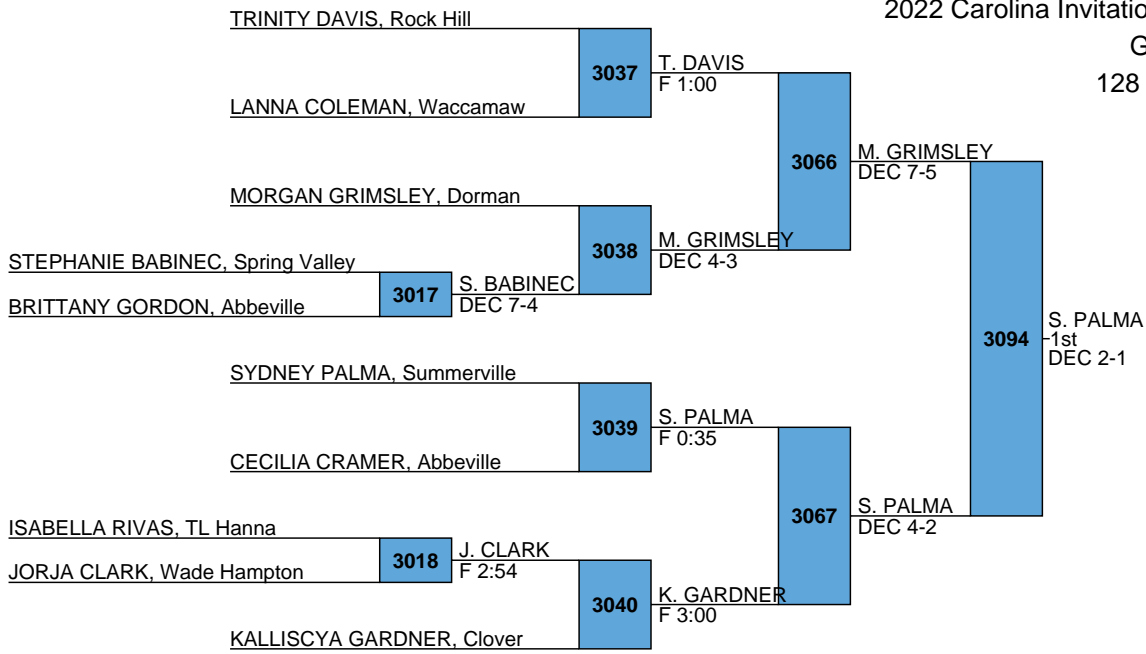 2022 Carolina Invitatio
G
128
TRINITY DAVIS, Rock Hill
3037
T. DAVIS
F 1:00
LANNA COLEMAN, Waccamaw
3066
M. GRIMSLEY
DEC 7-5
MORGAN GRIMSLEY, Dorman
3038
M. GRIMSLEY
DEC 4-3
STEPHANIE BABINEC, Spring Valley
3017
S. BABINEC
DEC 7-4
BRITTANY GORDON, Abbeville
3094
S. PALMA
1st
DEC 2-1
SYDNEY PALMA, Summerville
3039
S. PALMA
F 0:35
CECILIA CRAMER, Abbeville
3067
S. PALMA
DEC 4-2
ISABELLA RIVAS, TL Hanna
3018
J. CLARK
F 2:54
JORJA CLARK, Wade Hampton
3040
K. GARDNER
F 3:00
KALLISCYA GARDNER, Clover